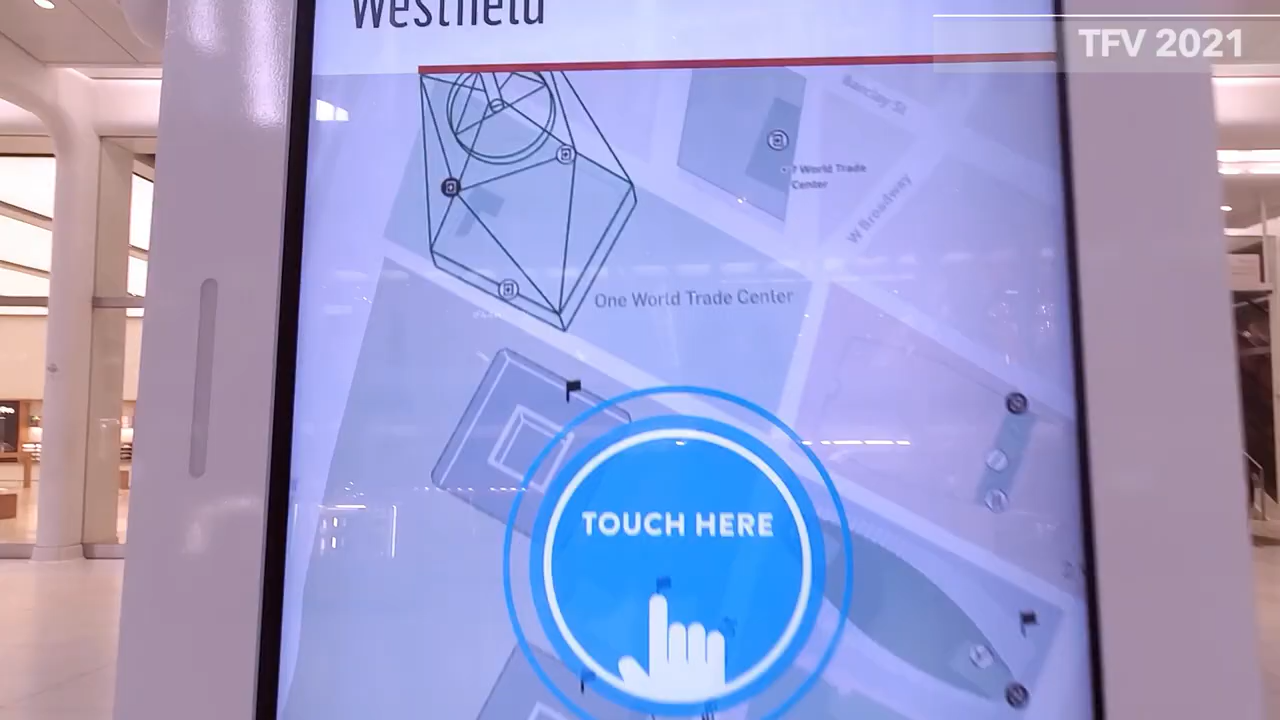 Westfield
TFV 2021
Barclay St
7 World Trade
Center
W Broadway
One World Trade Center
TOUCH HERE